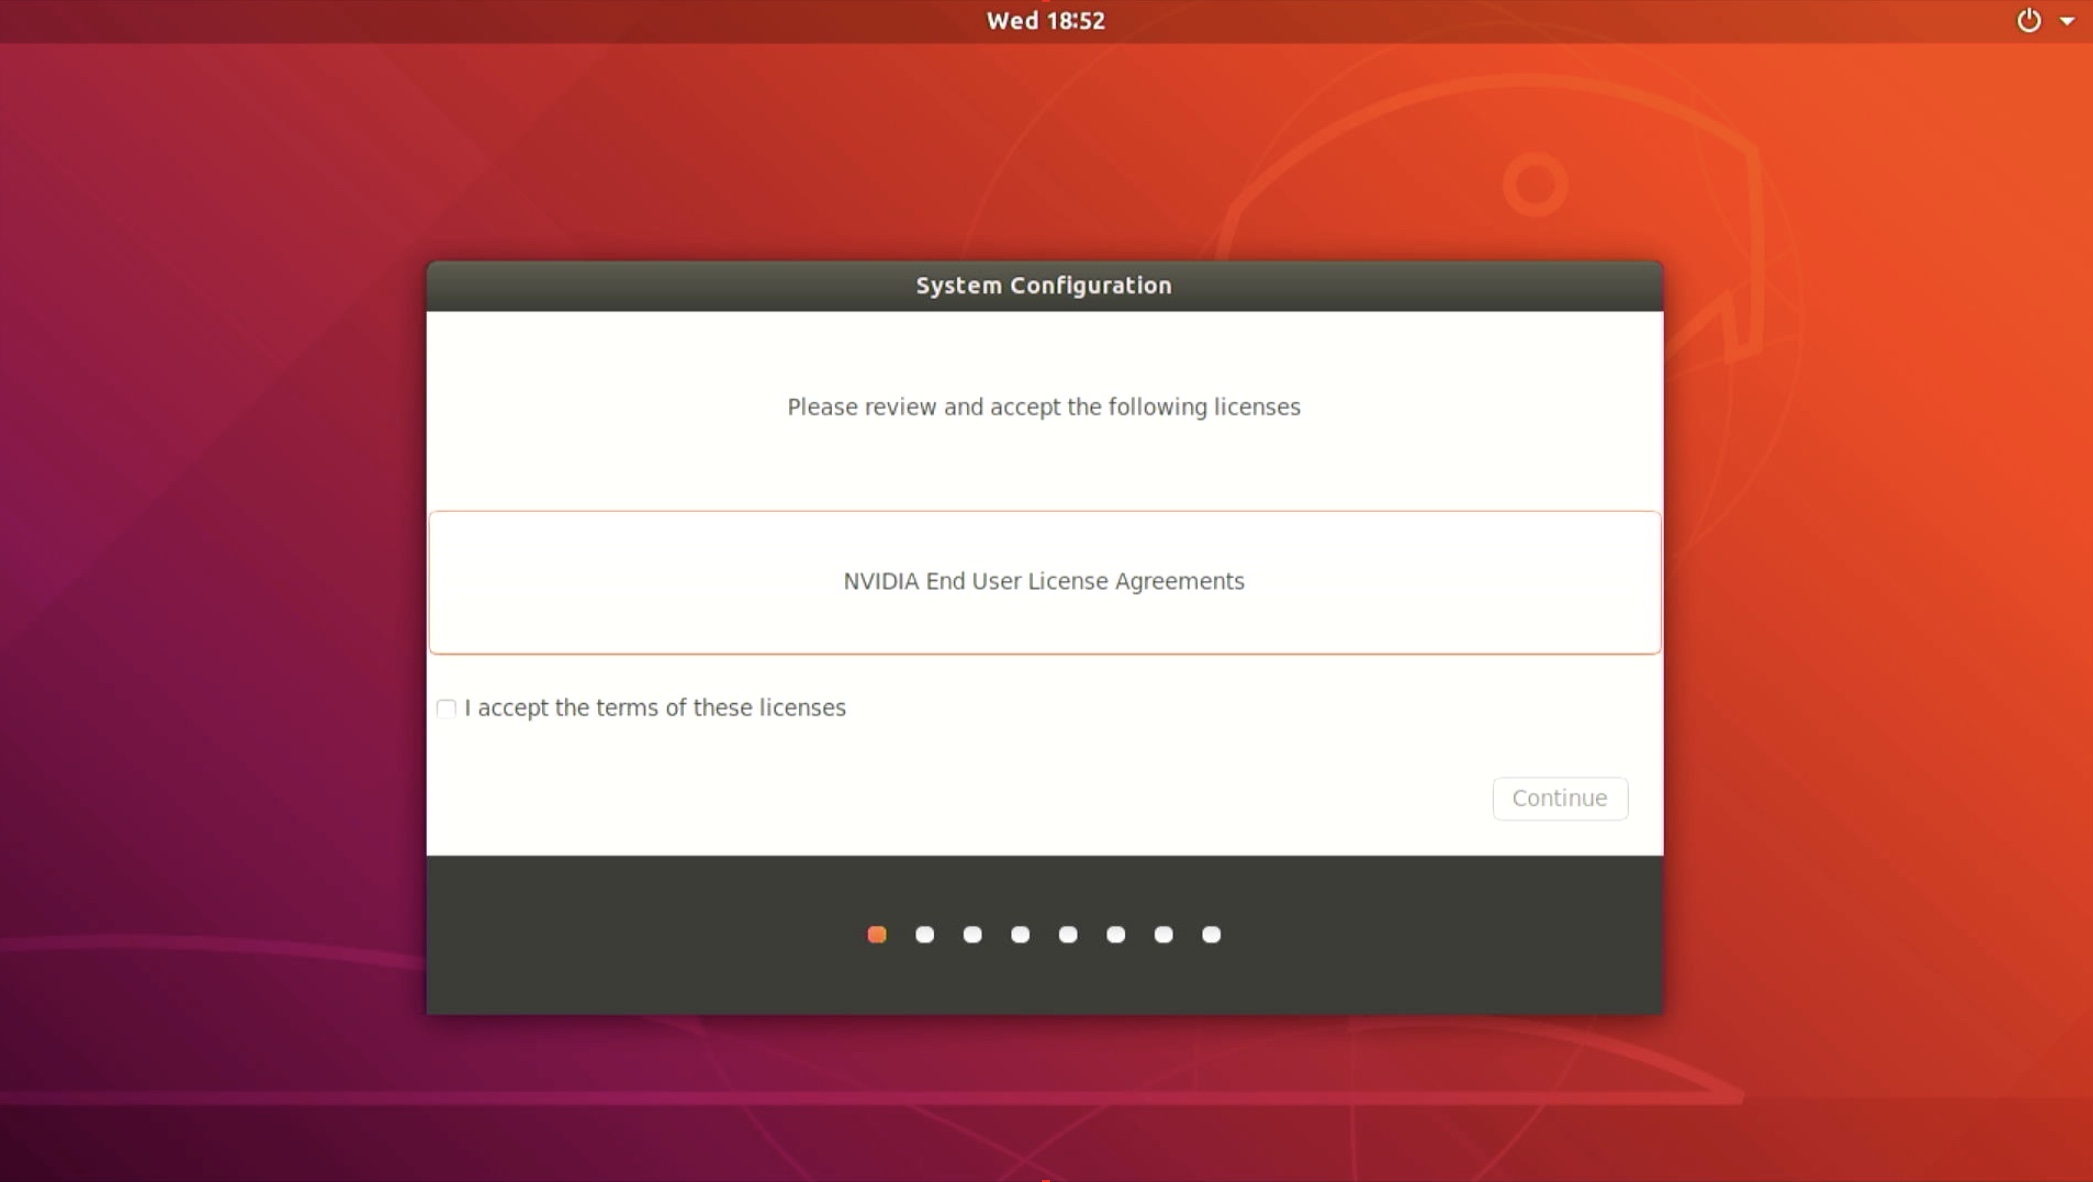 Wed 18:52
System Configuration
Please review and accept the following licenses
NVIDIA End User License Agreements
I accept the terms of these licenses
Continue